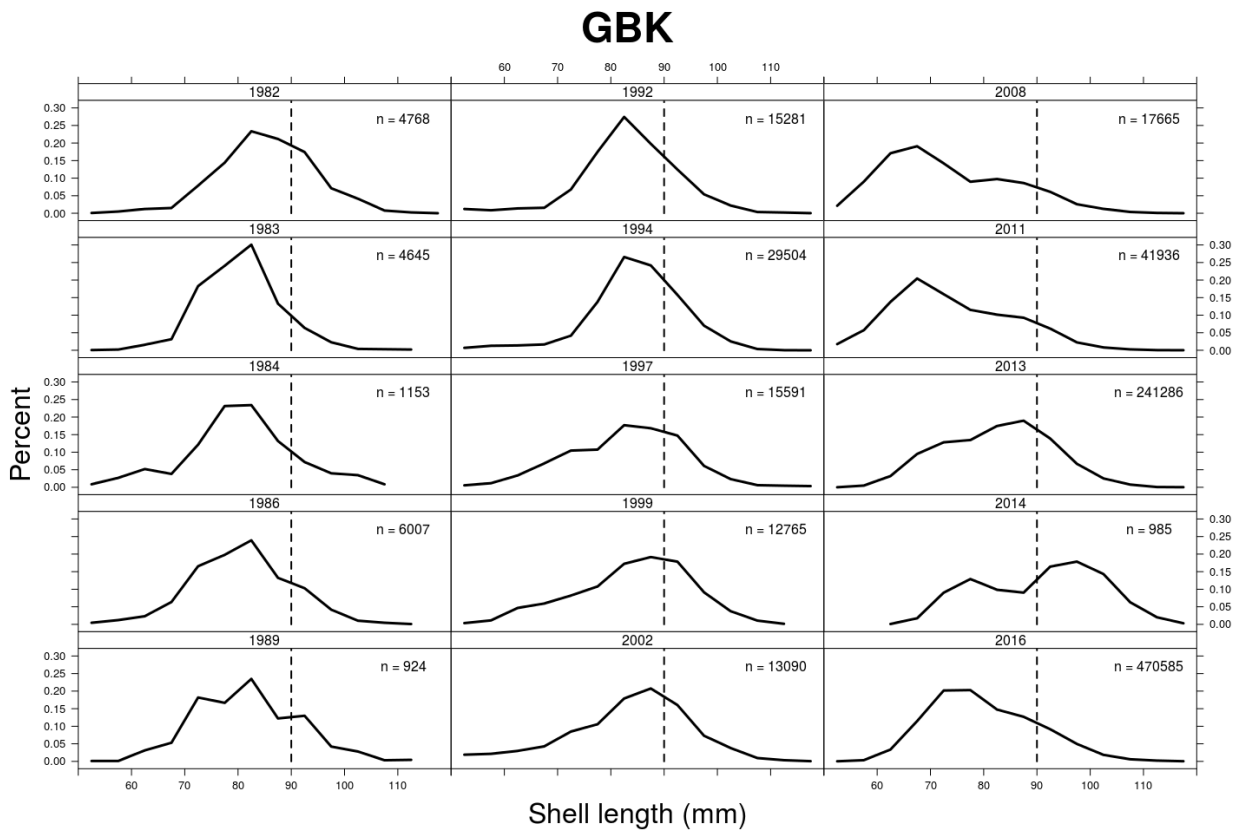 GBK
60 70 80 90 100 110
1982 1992 2008
0.30 n = 4768 n = 15281 n = 17665
0.25
0.20
0.15
0.10
0.05
0.00
1983 1994 2011
n = 4645 n = 29504 n = 41936 0.30
0.25
0.20
0.15
0.10
0.05
0.00
1984 1997 2013
0.30 n = 1153 n = 15591 n = 241286
0.25
0.20
0.15
0.10
0.05
0.00
Percent
1986 1999 2014
n = 6007 n = 12765 n = 985 0.30
0.25
0.20
0.15
0.10
0.05
0.00
1989 2002 2016
0.30 n = 924 n = 13090 n = 470585
0.25
0.20
0.15
0.10
0.05
0.00
60 70 80 90 100 110 60 70 80 90 100 110
Shell length (mm)